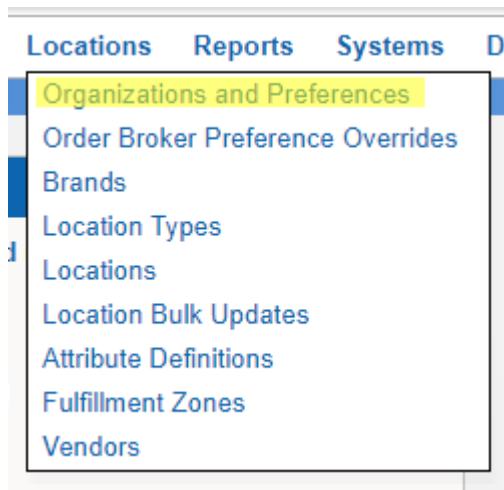 Locations Reports Systems D
Organizations and Preferences
Order Broker Preference Overrides
Brands
Location Types
d
Locations
Location Bulk Updates
Attribute Definitions
Fulfillment Zones
Vendors